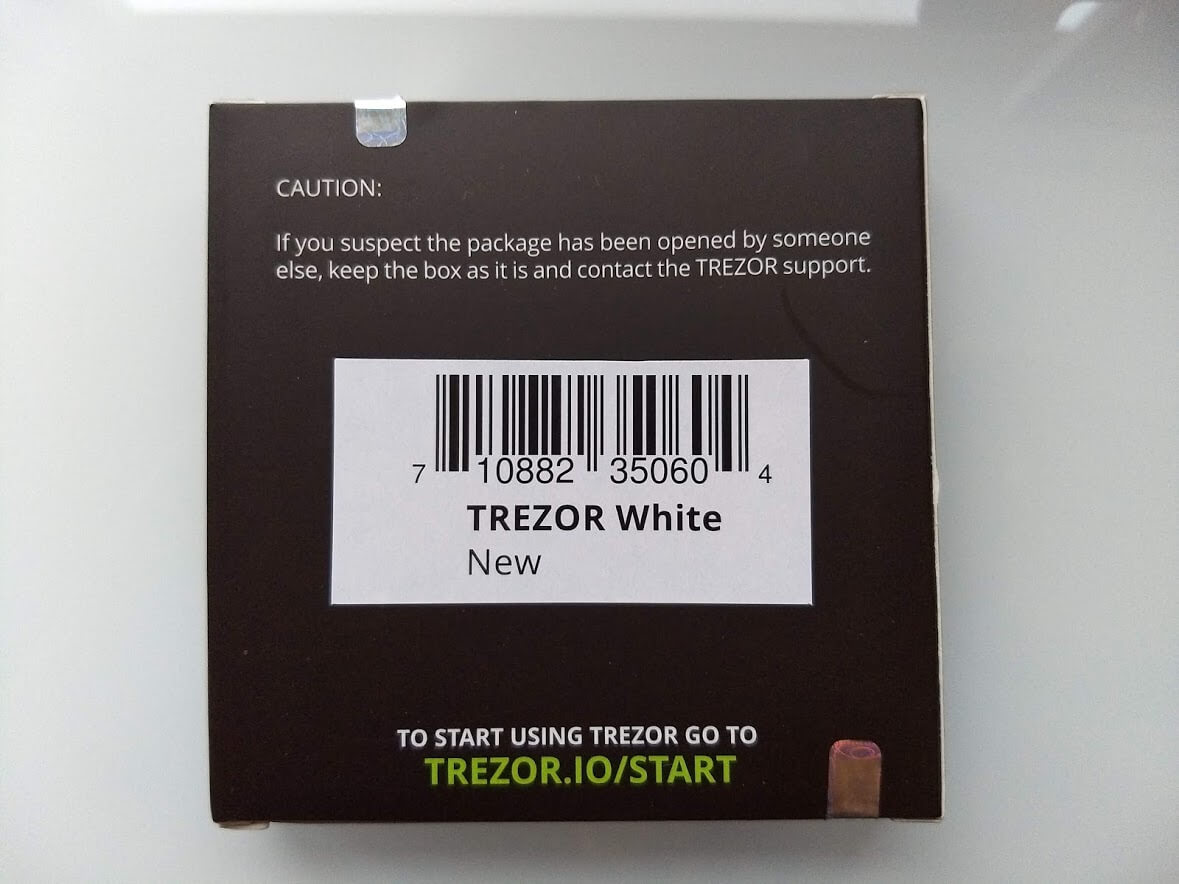 CAUTION:
If you suspect the package has been opened by someone
else, keep the box as it is and contact the TREZOR support.
7 10882 35060 4
TREZOR White
New
TO START USING TREZOR GO TO
TREZOR.IO/START